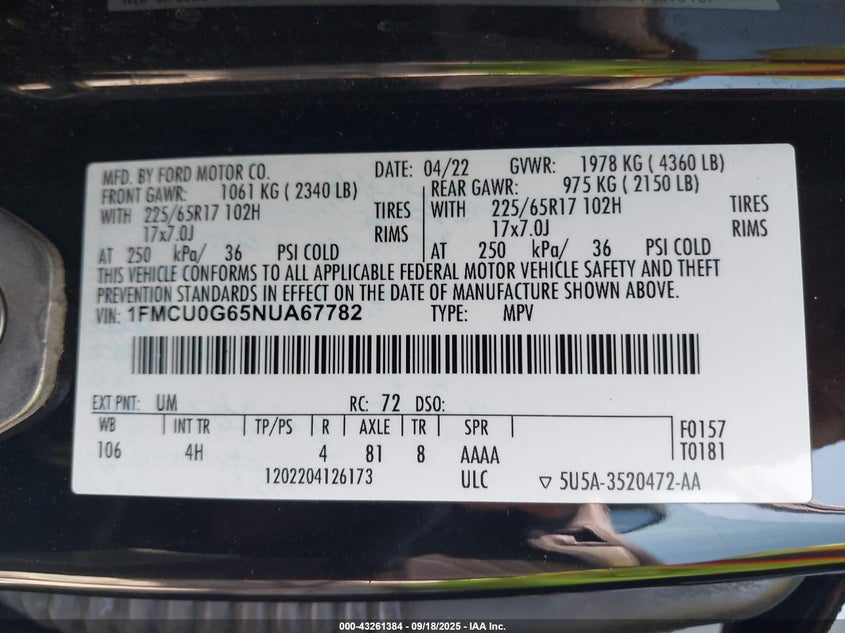 MFD. BY FORD MOTOR CO. DATE: 04/22 GVWR: 1978 KG ( 4360 LB)
FRONT GAWR: 1061 KG ( 2340 LB) REAR GAWR: 975 KG ( 2150 LB)
WITH 225/65R17 102H TIRES WITH 225/65R17 102H TIRES
17x7.0J RIMS 17x7.0J RIMS
AT 250 kPa/ 36 PSI COLD AT 250 kPa/ 36 PSI COLD
THIS VEHICLE CONFORMS TO ALL APPLICABLE FEDERAL MOTOR VEHICLE SAFETY AND THEFT
PREVENTION STANDARDS IN EFFECT ON THE DATE OF MANUFACTURE SHOWN ABOVE.
VIN: 1FMCU0G65NUA67782 TYPE: MPV
EXT PNT: UM RC: 72 DSO:
WB INT TR TP/PS R AXLE TR SPR F0157
106 4H 4 81 8 AAAA T0181
1202204126173 ULC ▽ 5U5A-3520472-AA
000-43261384 - 09/18/2025 - IAA Inc.